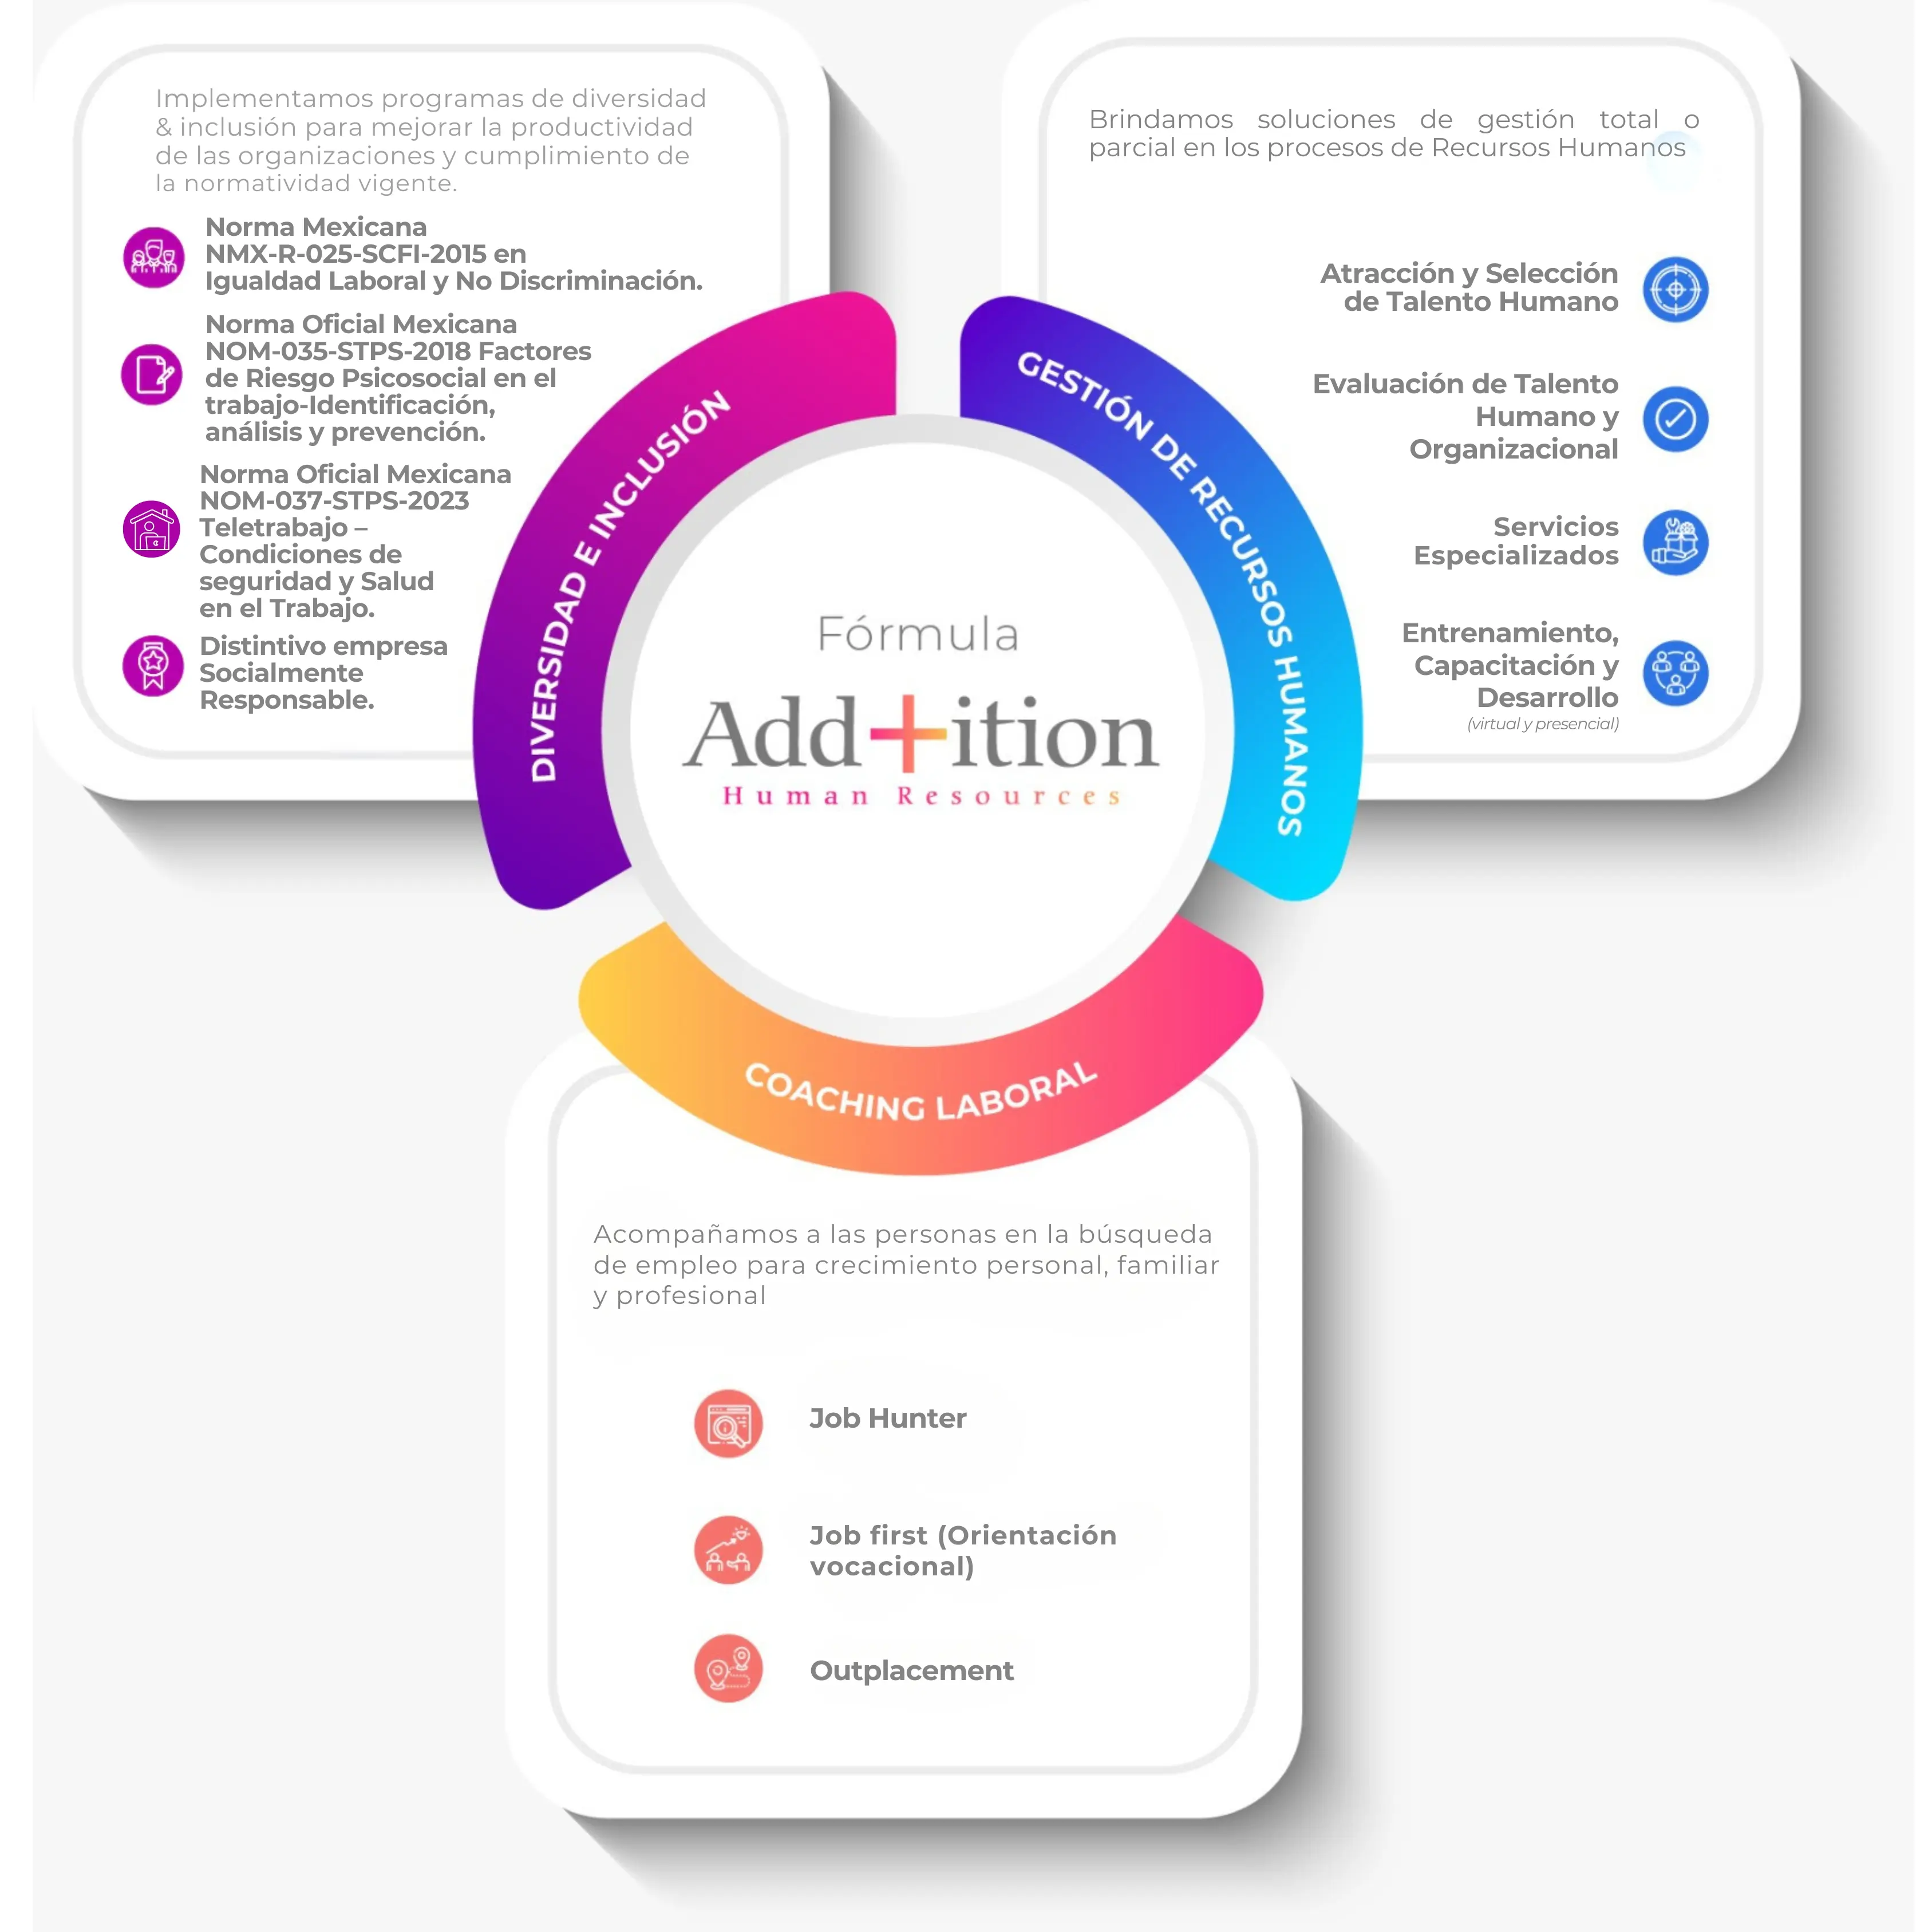 Implementamos programas de diversidad
& inclusión para mejorar la productividad
de las organizaciones y cumplimiento de
la normatividad vigente.
Norma Mexicana
NMX-R-025-SCFI-2015 en
Igualdad Laboral y No Discriminación.
Norma Oficial Mexicana
NOM-035-STPS-2018 Factores
de Riesgo Psicosocial en el
trabajo-Identificación,
análisis y prevención.
Norma Oficial Mexicana
NOM-037-STPS-2023
Teletrabajo –
Condiciones de
seguridad y Salud
en el Trabajo.
Distintivo empresa
Socialmente
Responsable.
DIVERSIDAD E INCLUSIÓN
Brindamos soluciones de gestión total o
parcial en los procesos de Recursos Humanos
Atracción y Selección
de Talento Humano
Evaluación de Talento
Humano y
Organizacional
Servicios
Especializados
Entrenamiento,
Capacitación y
Desarrollo
(virtual y presencial)
GESTIÓN DE RECURSOS HUMANOS
Fórmula
Add+ition
Human Resources
COACHING LABORAL
Acompañamos a las personas en la búsqueda
de empleo para crecimiento personal, familiar
y profesional
Job Hunter
Job first (Orientación
vocacional)
Outplacement